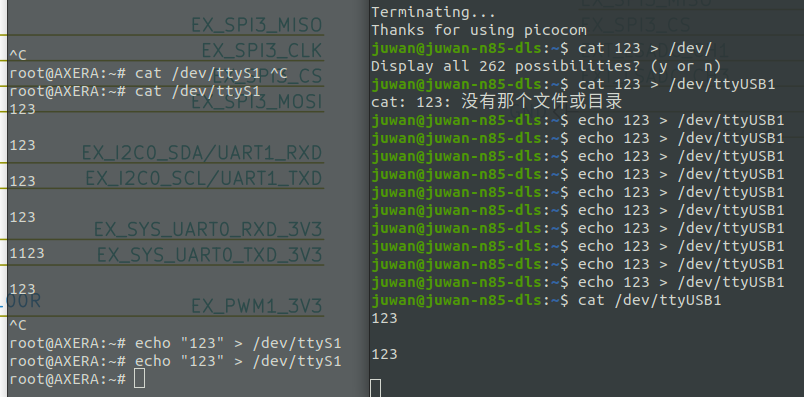 EX_SPI3_MISO
^C
EX_SPI3_CLK
root@AXERA:~# cat /dev/ttyS1 ^C
EX_SPI3_CS
root@AXERA:~# cat /dev/ttyS1
EX_SPI3_MOSI
123
123
EX_I2C0_SDA/UART1_RXD
123
EX_I2C0_SCL/UART1_TXD
123
EX_SYS_UART0_RXD_3V3
1123
EX_SYS_UART0_TXD_3V3
123
EX_PWM1_3V3
^C
root@AXERA:~# echo "123" > /dev/ttyS1
root@AXERA:~# echo "123" > /dev/ttyS1
root@AXERA:~#
Terminating...
Thanks for using picocom
juwan@juwan-n85-dls:~$ cat 123 > /dev/
Display all 262 possibilities? (y or n)
juwan@juwan-n85-dls:~$ cat 123 > /dev/ttyUSB1
cat: 123: 没有那个文件或目录
juwan@juwan-n85-dls:~$ echo 123 > /dev/ttyUSB1
juwan@juwan-n85-dls:~$ echo 123 > /dev/ttyUSB1
juwan@juwan-n85-dls:~$ echo 123 > /dev/ttyUSB1
juwan@juwan-n85-dls:~$ echo 123 > /dev/ttyUSB1
juwan@juwan-n85-dls:~$ echo 123 > /dev/ttyUSB1
juwan@juwan-n85-dls:~$ echo 123 > /dev/ttyUSB1
juwan@juwan-n85-dls:~$ echo 123 > /dev/ttyUSB1
juwan@juwan-n85-dls:~$ echo 123 > /dev/ttyUSB1
juwan@juwan-n85-dls:~$ echo 123 > /dev/ttyUSB1
juwan@juwan-n85-dls:~$ echo 123 > /dev/ttyUSB1
juwan@juwan-n85-dls:~$ cat /dev/ttyUSB1
123
123